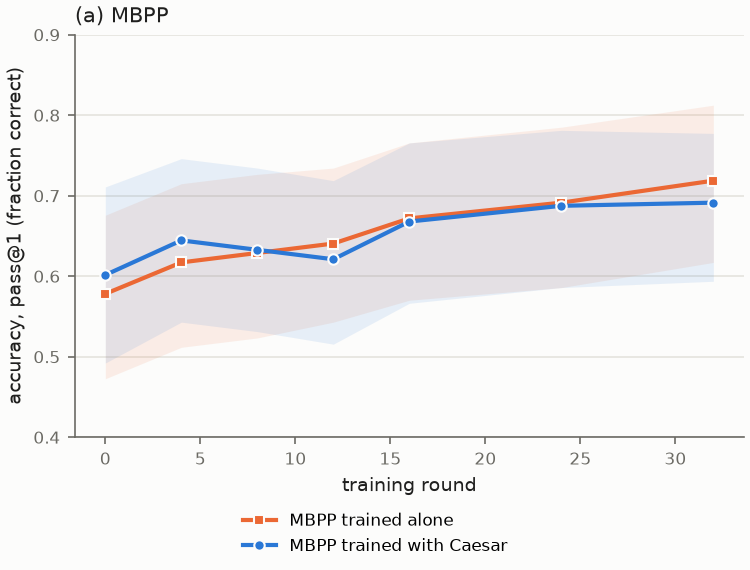 (a) MBPP
accuracy, pass@1 (fraction correct)
0.9
0.8
0.7
0.6
0.5
0.4
0 5 10 15 20 25 30
training round
MBPP trained alone
MBPP trained with Caesar